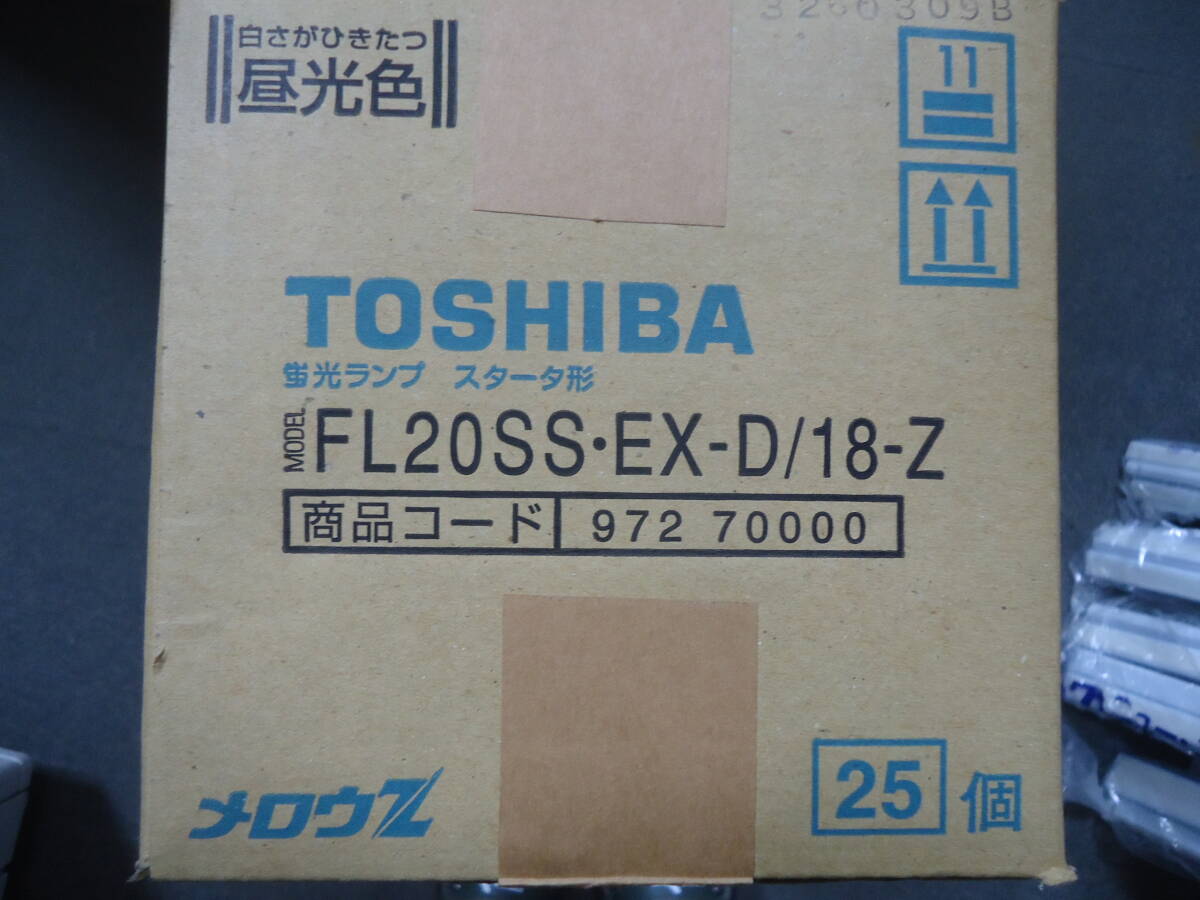 3260309B
白さがひきたつ
昼光色
11
TOSHIBA
蛍光ランプ スタータ形
MODEL FL20SS・EX-D/18-Z
商品コード 972 70000
メロウZ
25 個